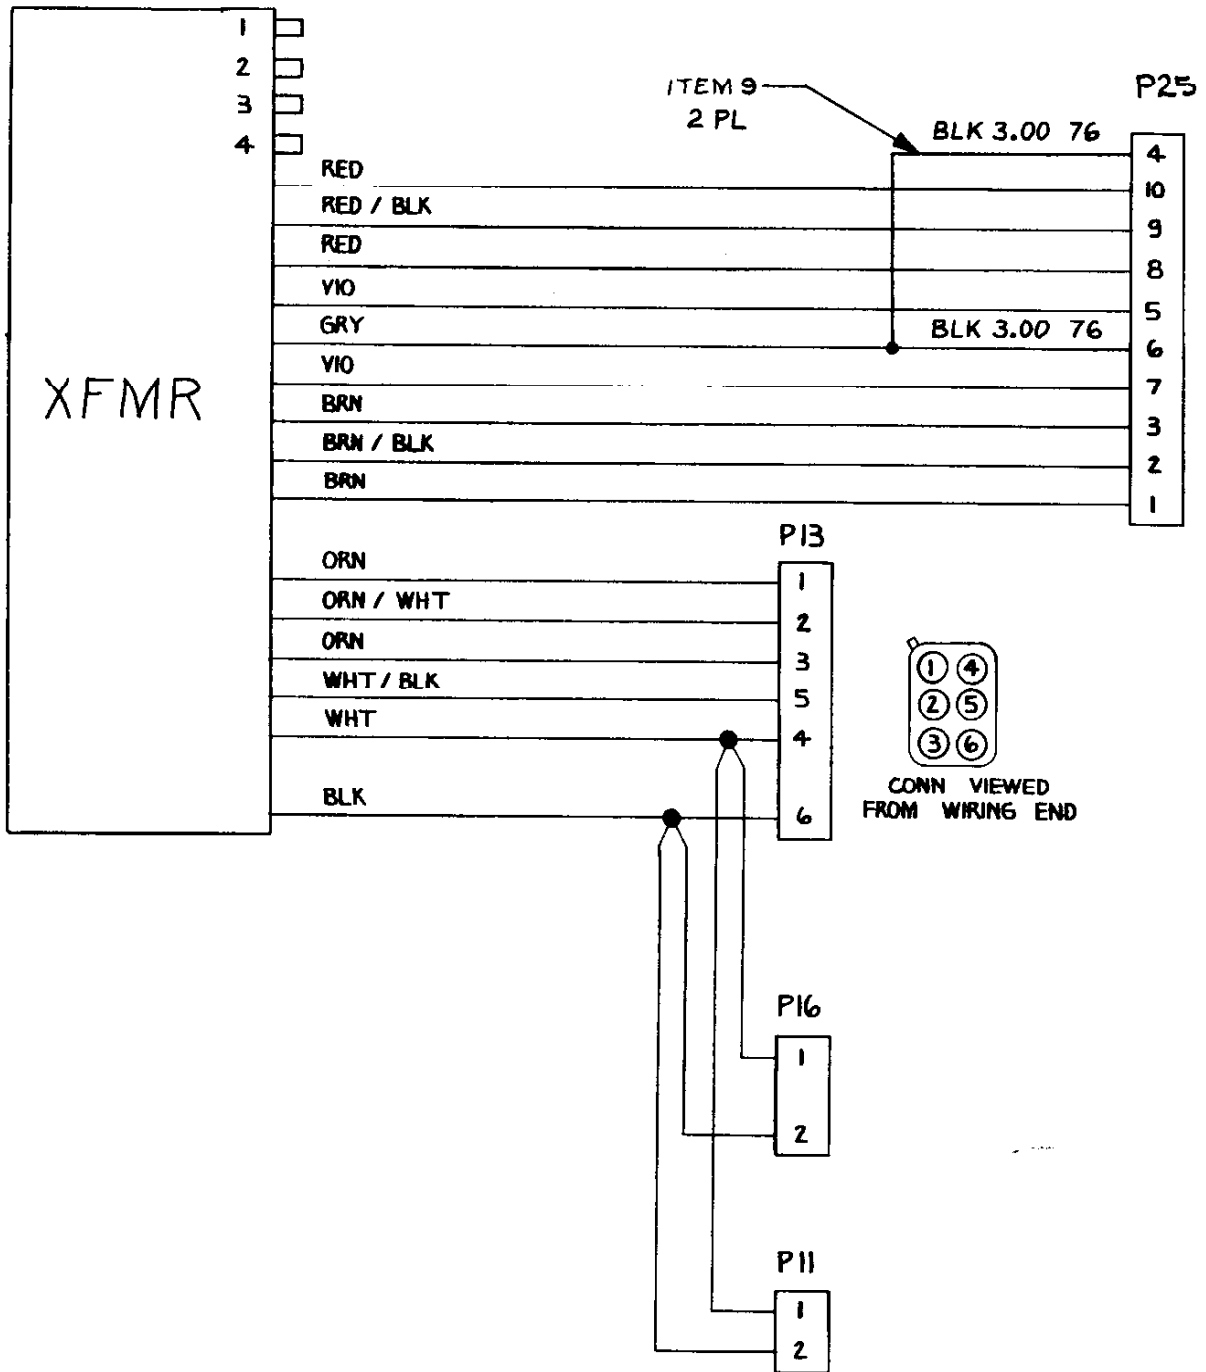 1
2
3
4
XFMR
ITEM 9
2 PL
P25
BLK 3.00 76
4
RED
10
RED / BLK
9
RED
8
VIO
5
GRY
BLK 3.00 76
6
VIO
7
BRN
3
BRN / BLK
2
BRN
1
P13
ORN
1
ORN / WHT
2
ORN
3
WHT / BLK
5
WHT
4
BLK
6
1 4
2 5
3 6
CONN VIEWED
FROM WIRING END
P16
1
2
P11
1
2